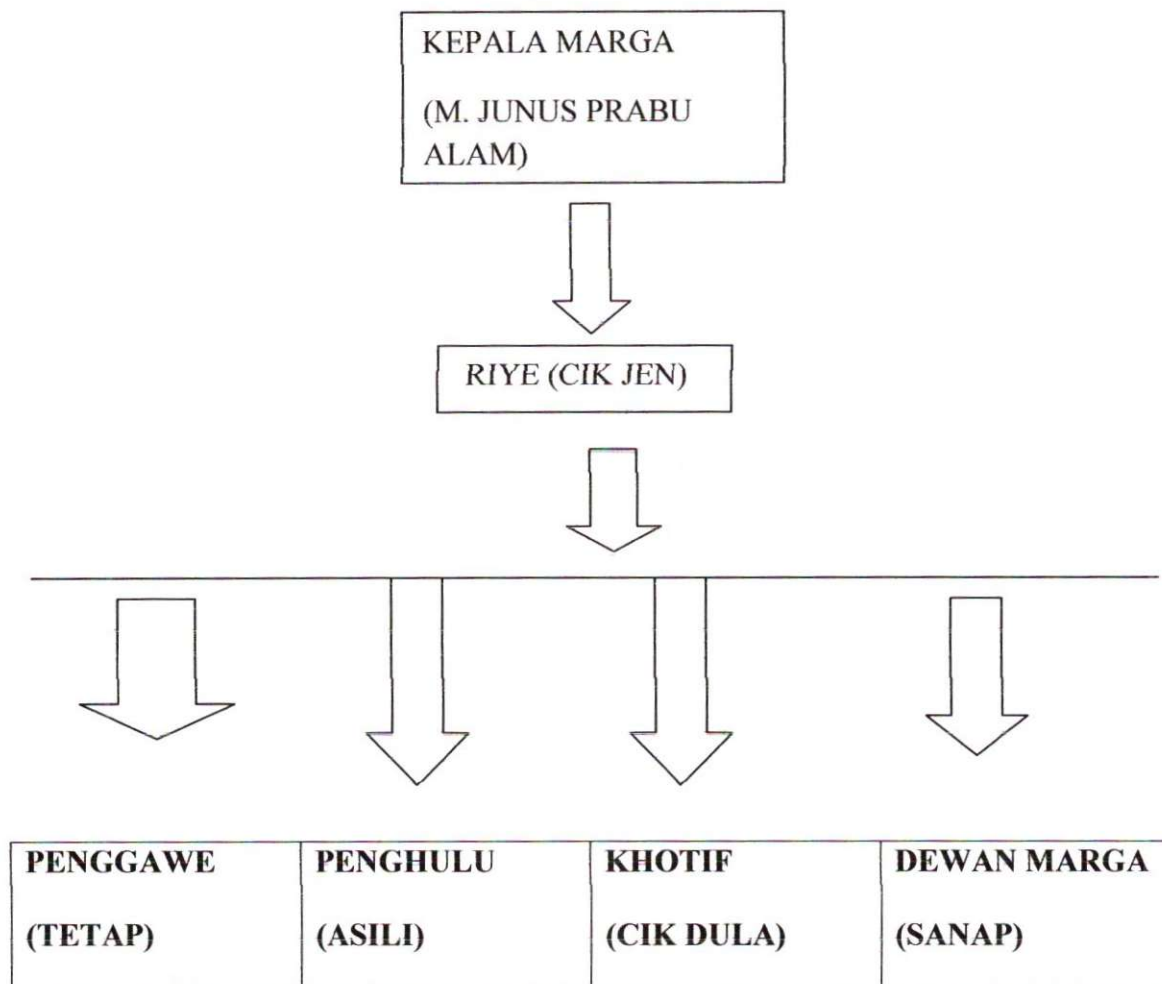 KEPALA MARGA
(M. JUNUS PRABU
ALAM)
RIYE (CIK JEN)
PENGGAWE
(TETAP)
PENGHULU
(ASILI)
KHOTIF
(CIK DULA)
DEWAN MARGA
(SANAP)